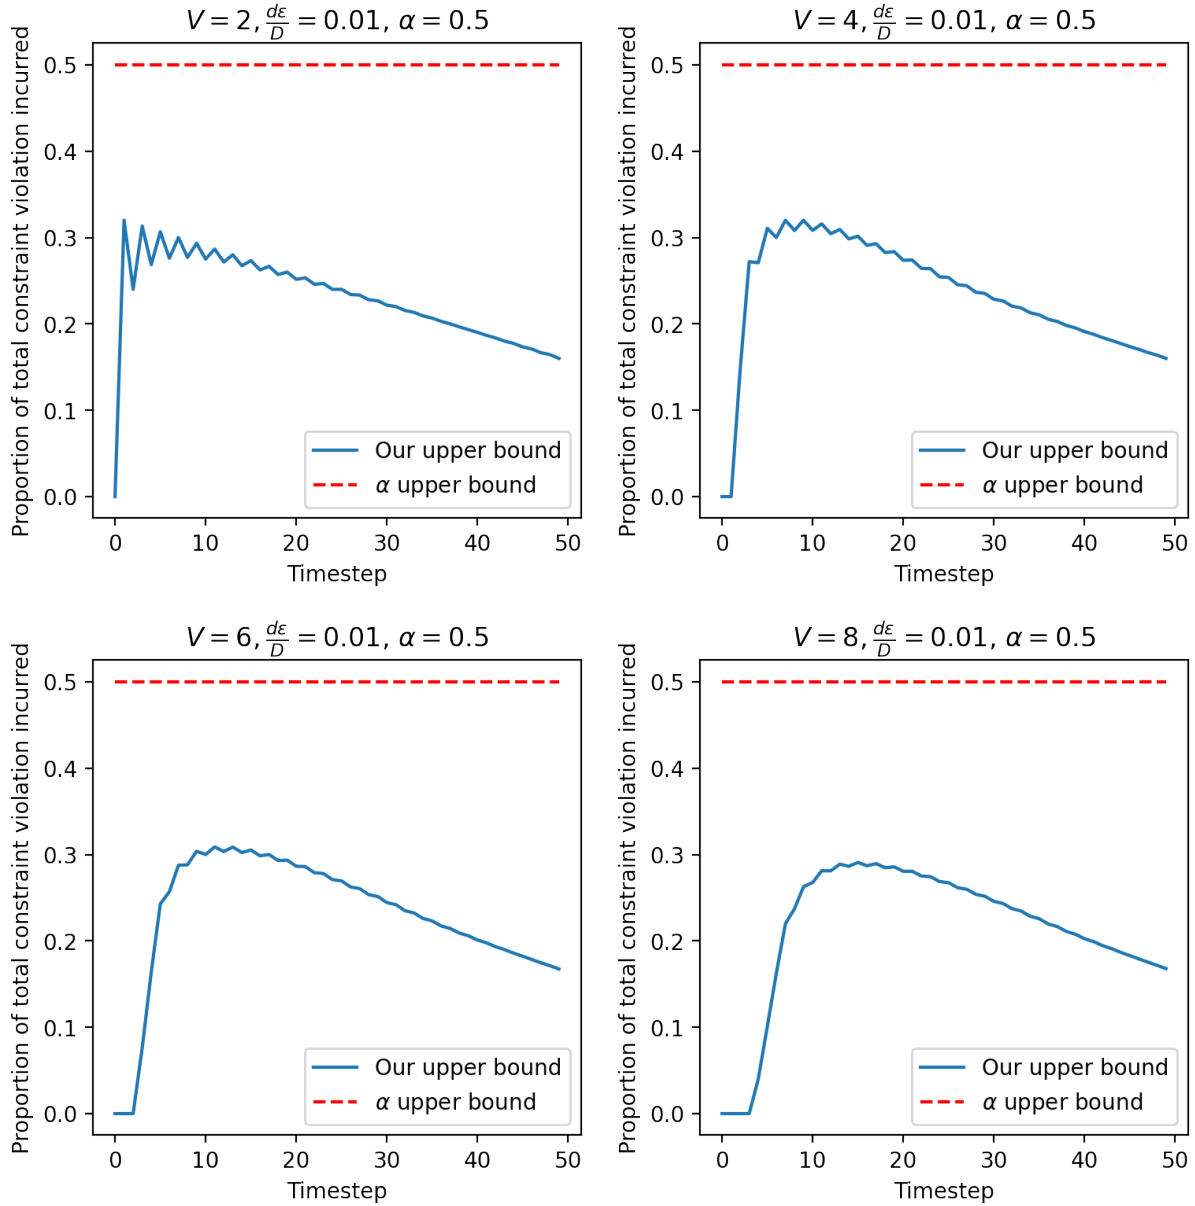 V = 2, dε/D = 0.01, α = 0.5
Proportion of total constraint violation incurred
0.5
0.4
0.3
0.2
0.1
0.0
Our upper bound
α upper bound
0 10 20 30 40 50
Timestep
V = 4, dε/D = 0.01, α = 0.5
Proportion of total constraint violation incurred
0.5
0.4
0.3
0.2
0.1
0.0
Our upper bound
α upper bound
0 10 20 30 40 50
Timestep
V = 6, dε/D = 0.01, α = 0.5
Proportion of total constraint violation incurred
0.5
0.4
0.3
0.2
0.1
0.0
Our upper bound
α upper bound
0 10 20 30 40 50
Timestep
V = 8, dε/D = 0.01, α = 0.5
Proportion of total constraint violation incurred
0.5
0.4
0.3
0.2
0.1
0.0
Our upper bound
α upper bound
0 10 20 30 40 50
Timestep